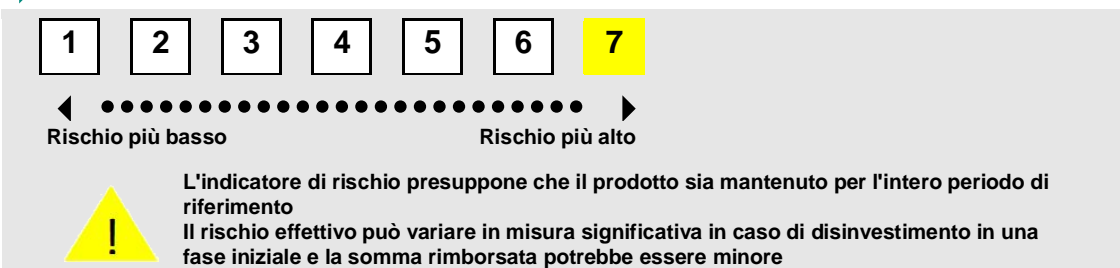 1 2 3 4 5 6 7
Rischio più basso Rischio più alto
L'indicatore di rischio presuppone che il prodotto sia mantenuto per l'intero periodo di
riferimento
Il rischio effettivo può variare in misura significativa in caso di disinvestimento in una
fase iniziale e la somma rimborsata potrebbe essere minore
!